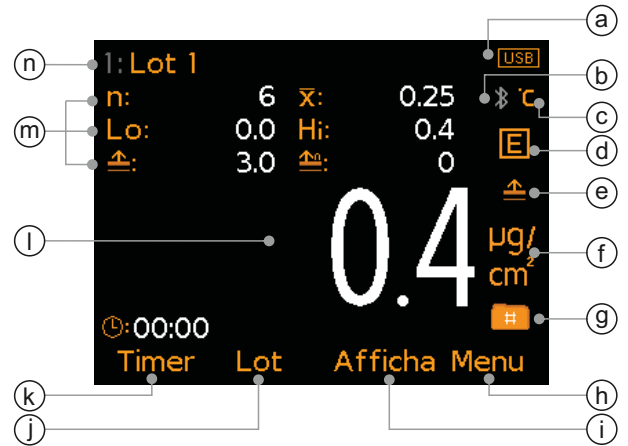 a
USB
n
1: Lot 1
b
n: 6 x̄: 0.25
°C
c
m
Lo: 0.0 Hi: 0.4
E
d
: 3.0 n: 0
e
l
0.4
µg/
cm²
f
#
g
:00:00
Timer Lot Afficha Menu
k
j
i
h